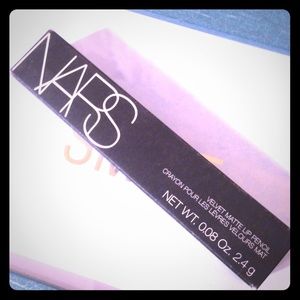 NARS
VELVET MATTE LIP PENCIL
CRAYON POUR LES LÈVRES VELOURS MAT
NET WT. 0.08 Oz. 2.4 g